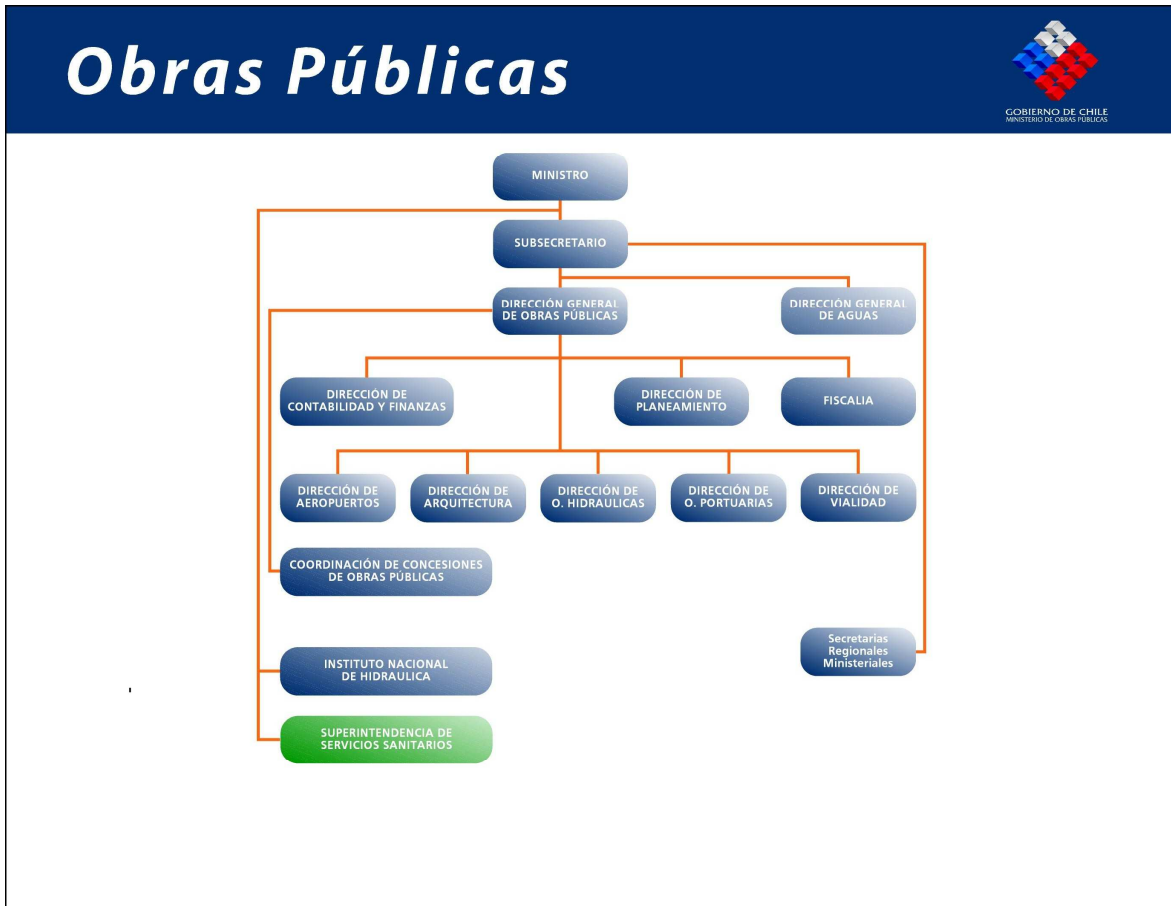 Obras Públicas
GOBIERNO DE CHILE
MINISTERIO DE OBRAS PÚBLICAS
MINISTRO
SUBSECRETARIO
DIRECCIÓN GENERAL
DE OBRAS PÚBLICAS
DIRECCIÓN GENERAL
DE AGUAS
DIRECCIÓN DE
CONTABILIDAD Y FINANZAS
DIRECCIÓN DE
PLANEAMIENTO
FISCALIA
DIRECCIÓN DE
AEROPUERTOS
DIRECCIÓN DE
ARQUITECTURA
DIRECCIÓN DE
O. HIDRAULICAS
DIRECCIÓN DE
O. PORTUARIAS
DIRECCIÓN DE
VIALIDAD
COORDINACIÓN DE CONCESIONES
DE OBRAS PÚBLICAS
Secretarias
Regionales
Ministeriales
INSTITUTO NACIONAL
DE HIDRAULICA
SUPERINTENDENCIA DE
SERVICIOS SANITARIOS